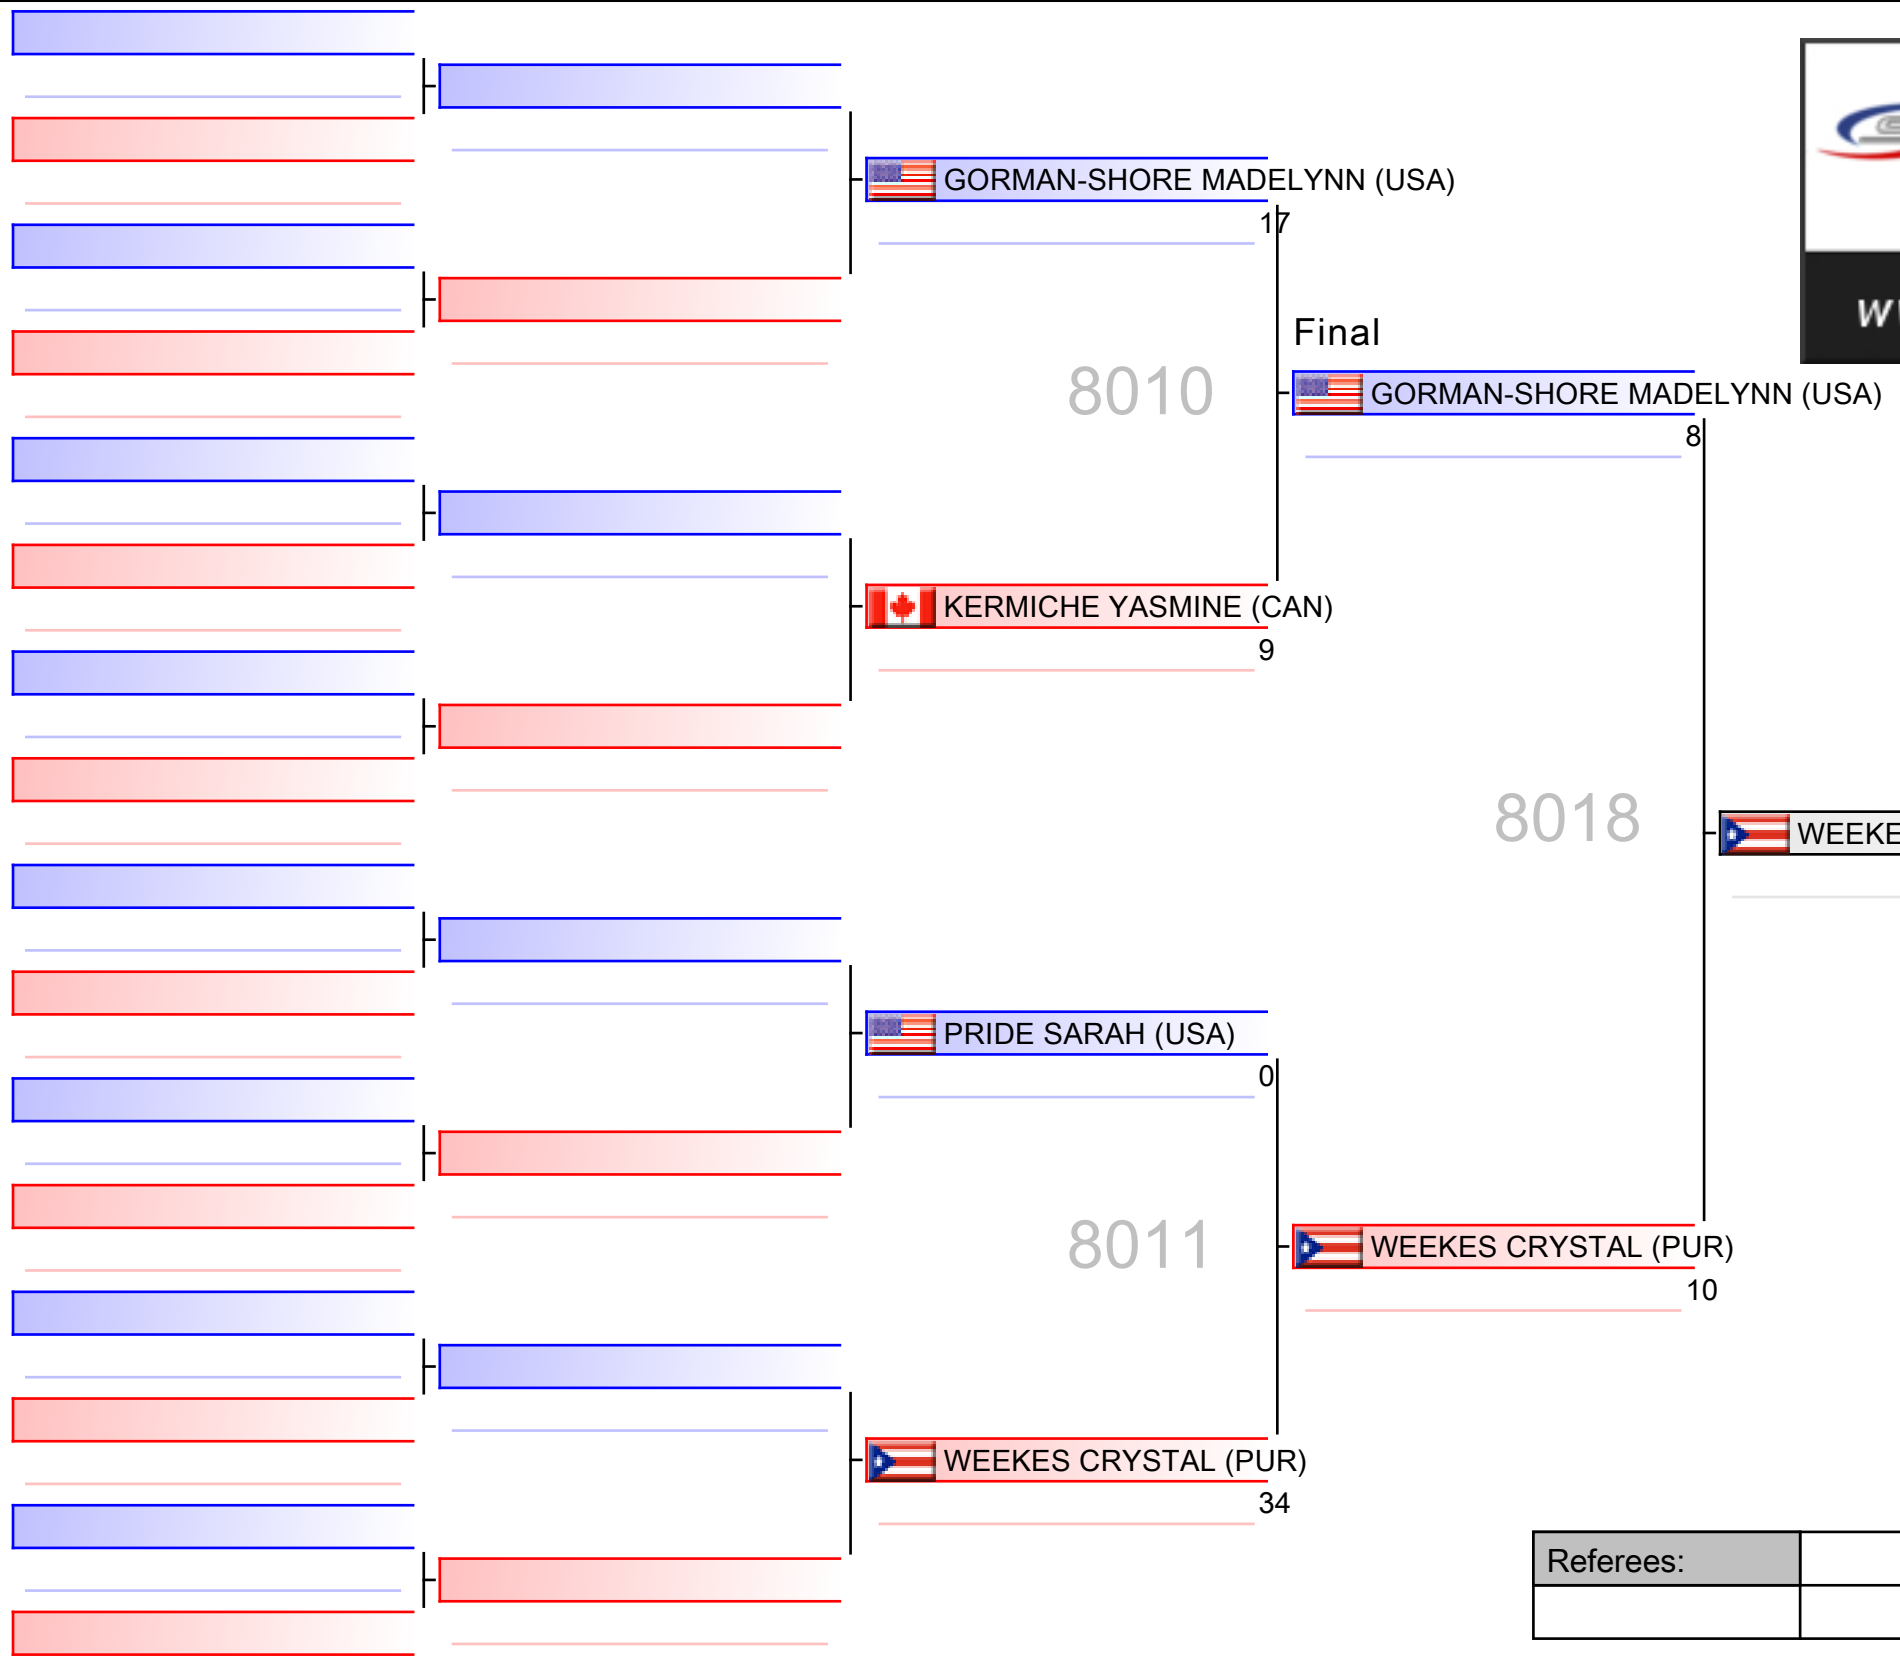 GORMAN-SHORE MADELYNN (USA)
17
Final
8010
GORMAN-SHORE MADELYNN (USA)
8
KERMICHE YASMINE (CAN)
9
8018
WEEKE
PRIDE SARAH (USA)
0
8011
WEEKES CRYSTAL (PUR)
10
WEEKES CRYSTAL (PUR)
34
Referees: